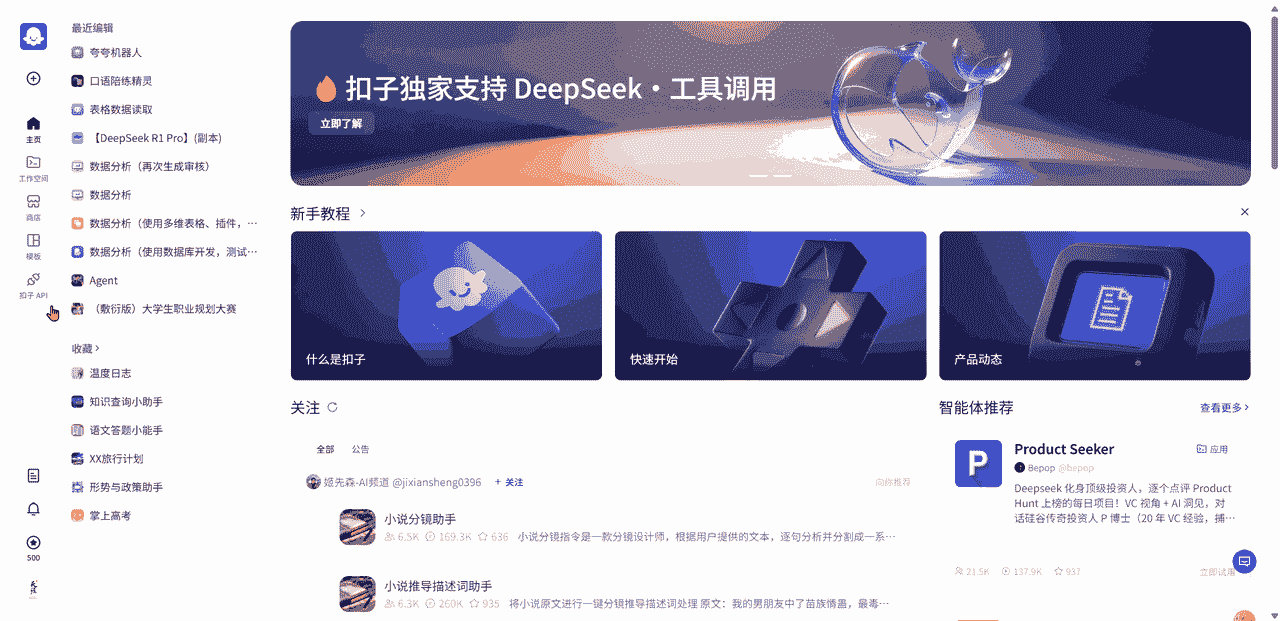 最近编辑
夸夸机器人
口语陪练精灵
表格数据读取
【DeepSeek R1 Pro】(副本)
数据分析（再次生成审核）
数据分析
数据分析（使用多维表格、插件，…
数据分析（使用数据库开发，测试…
Agent
（敷衍版）大学生职业规划大赛
收藏
温度日志
知识查询小助手
语文答题小能手
XX旅行计划
形势与政策助手
掌上高考
主页
工作空间
商店
模板
扣子 API
500
扣子独家支持 DeepSeek · 工具调用
立即了解
新手教程
什么是扣子
快速开始
产品动态
关注
全部 公告
姬先森-AI频道 @jixiansheng0396 + 关注 向你推荐
小说分镜助手
6.5K 169.3K 636 小说分镜指令是一款分镜设计师，根据用户提供的文本，逐句分析并分割成一系…
小说推导描述词助手
6.3K 260K 935 将小说原文进行一键分镜推导描述词处理 原文：我的男朋友中了苗族情蛊，最毒…
智能体推荐 查看更多
P
Product Seeker 应用
Bepop @bepop
Deepseek 化身顶级投资人，逐个点评 Product
Hunt 上榜的每日项目！VC 视角 + AI 洞见，对
话硅谷传奇投资人 P 博士（20 年 VC 经验，捕…
21.5K 137.9K 937 立即试用